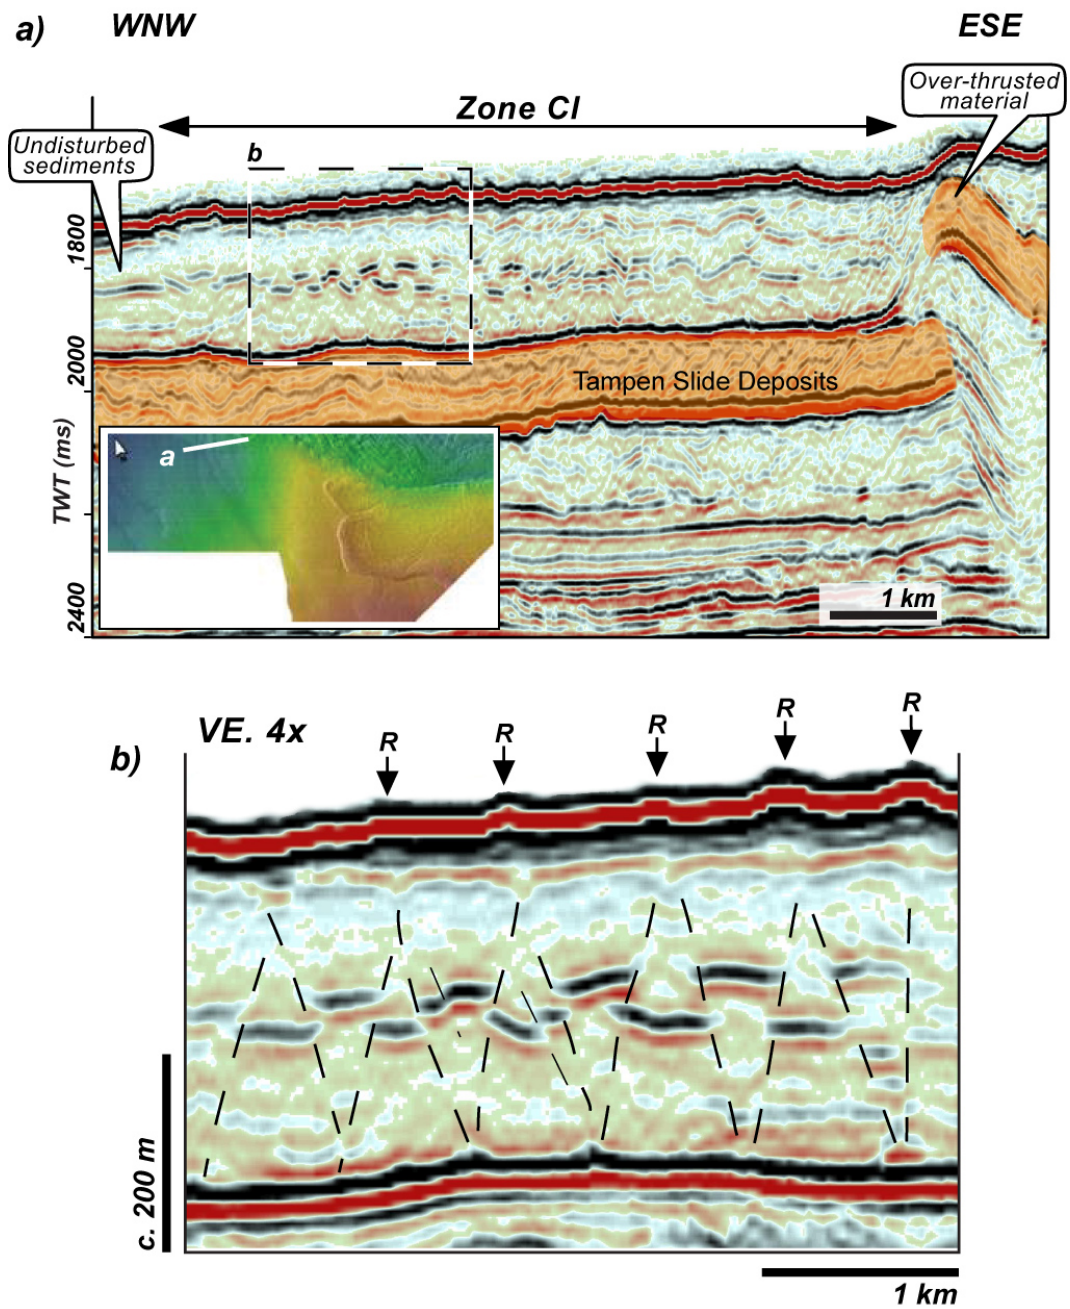 a)
WNW
ESE
Over-thrusted
material
Zone CI
Undisturbed
sediments
b
1800
2000
Tampen Slide Deposits
TWT (ms)
a
2400
1 km
b)
VE. 4x
R
R
R
R
R
c. 200 m
1 km